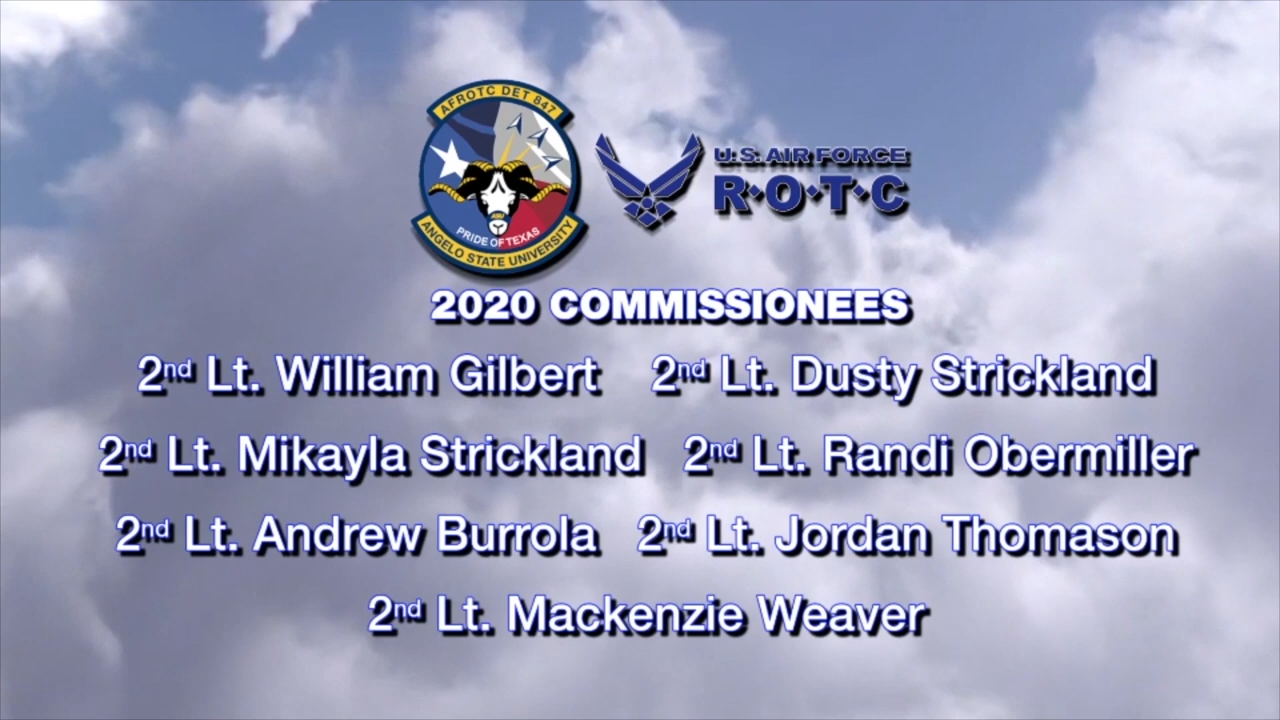 AFROTC DET 847
PRIDE OF TEXAS
ANGELO STATE UNIVERSITY
U.S. AIR FORCE
R·O·T·C
2020 COMMISSIONEES
2nd Lt. William Gilbert 2nd Lt. Dusty Strickland
2nd Lt. Mikayla Strickland 2nd Lt. Randi Obermiller
2nd Lt. Andrew Burrola 2nd Lt. Jordan Thomason
2nd Lt. Mackenzie Weaver